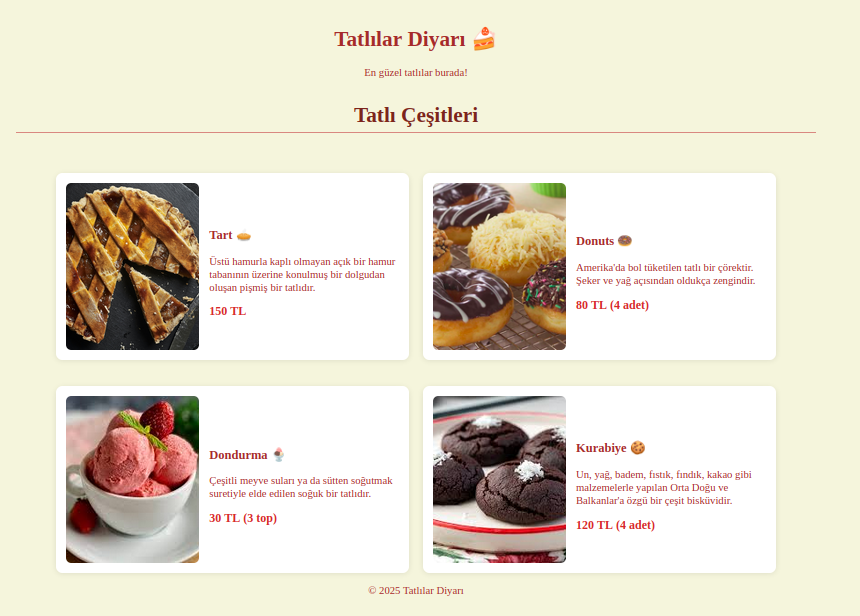 Tatlılar Diyarı 🍰
En güzel tatlılar burada!
Tatlı Çeşitleri
Tart 🥧
Üstü hamurla kaplı olmayan açık bir hamur
tabanının üzerine konulmuş bir dolgudan
oluşan pişmiş bir tatlıdır.
150 TL
Donuts 🍩
Amerika'da bol tüketilen tatlı bir çörektir.
Şeker ve yağ açısından oldukça zengindir.
80 TL (4 adet)
Dondurma 🍨
Çeşitli meyve suları ya da sütten soğutmak
suretiyle elde edilen soğuk bir tatlıdır.
30 TL (3 top)
Kurabiye 🍪
Un, yağ, badem, fıstık, fındık, kakao gibi
malzemelerle yapılan Orta Doğu ve
Balkanlar'a özgü bir çeşit bisküvidir.
120 TL (4 adet)
© 2025 Tatlılar Diyarı